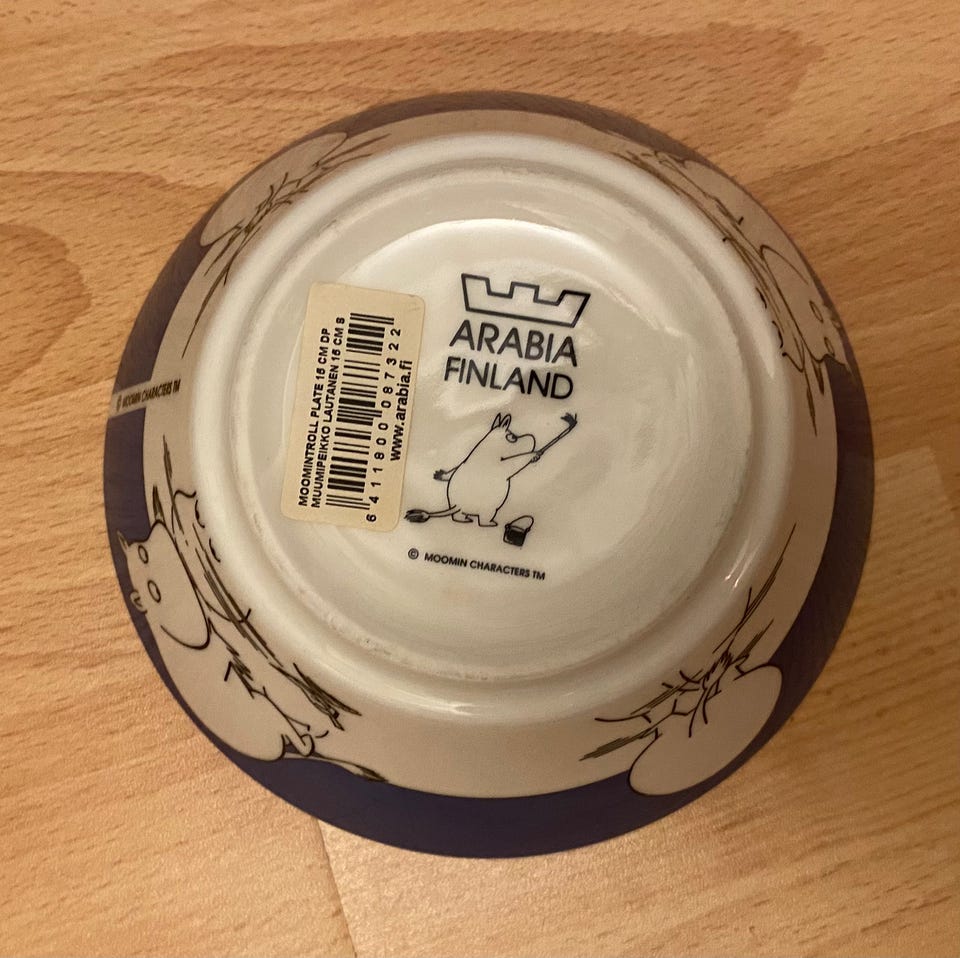 ARABIA
FINLAND
© MOOMIN CHARACTERS TM
MOOMINTROLL PLATE 15 CM DP
MUUMIPEIKKO LAUTANEN 15 CM S
6 411800 087322
www.arabia.fi
© MOOMIN CHARACTERS TM